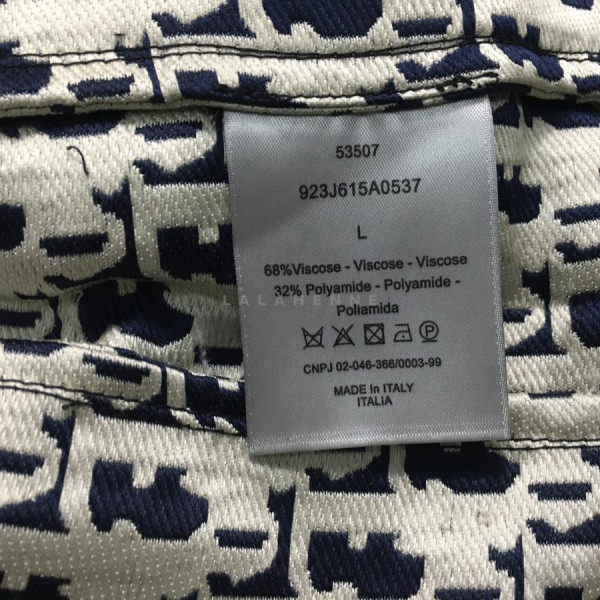 53507
923J615A0537
L
68%Viscose - Viscose - Viscose
32% Polyamide - Polyamide -
Poliamida
LALAHENNE
CNPJ 02-046-366/0003-99
MADE In ITALY
ITALIA